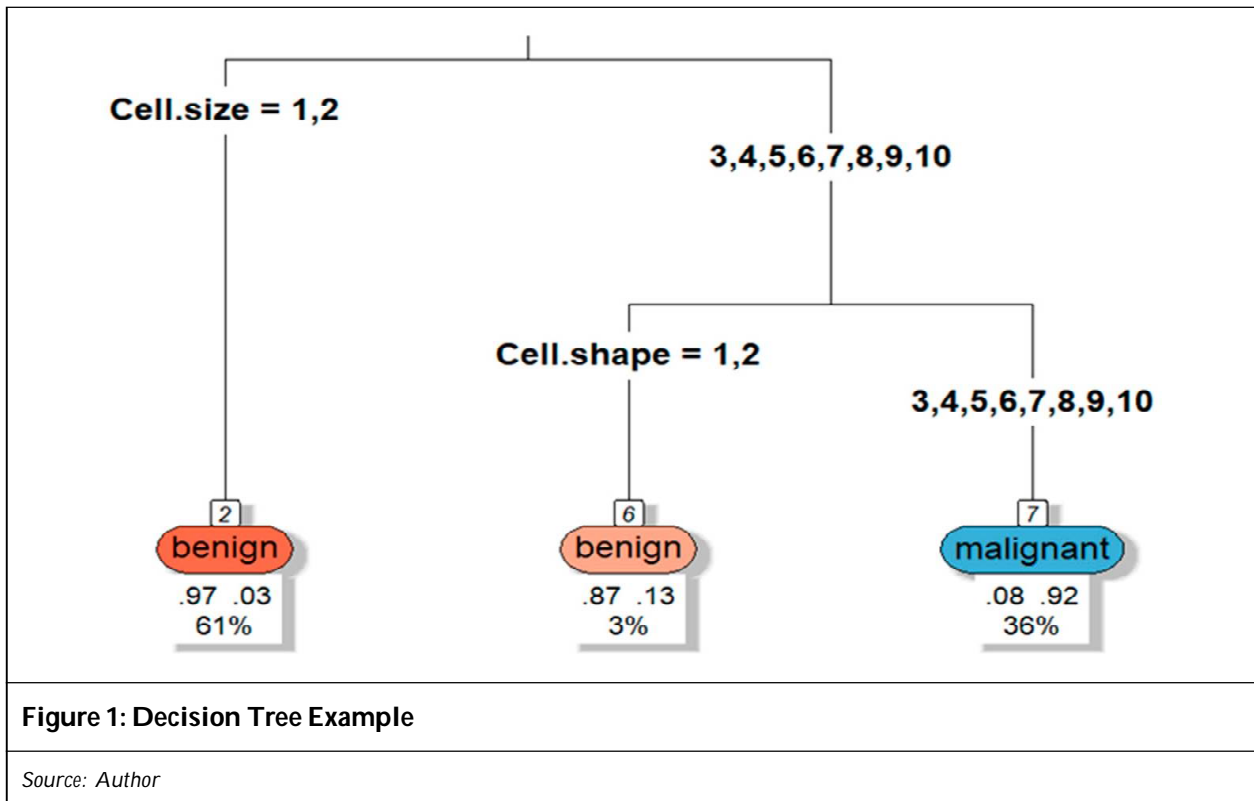 Cell.size = 1,2
3,4,5,6,7,8,9,10
Cell.shape = 1,2
3,4,5,6,7,8,9,10
2
benign
.97 .03
61%
6
benign
.87 .13
3%
7
malignant
.08 .92
36%
Figure 1: Decision Tree Example
Source: Author